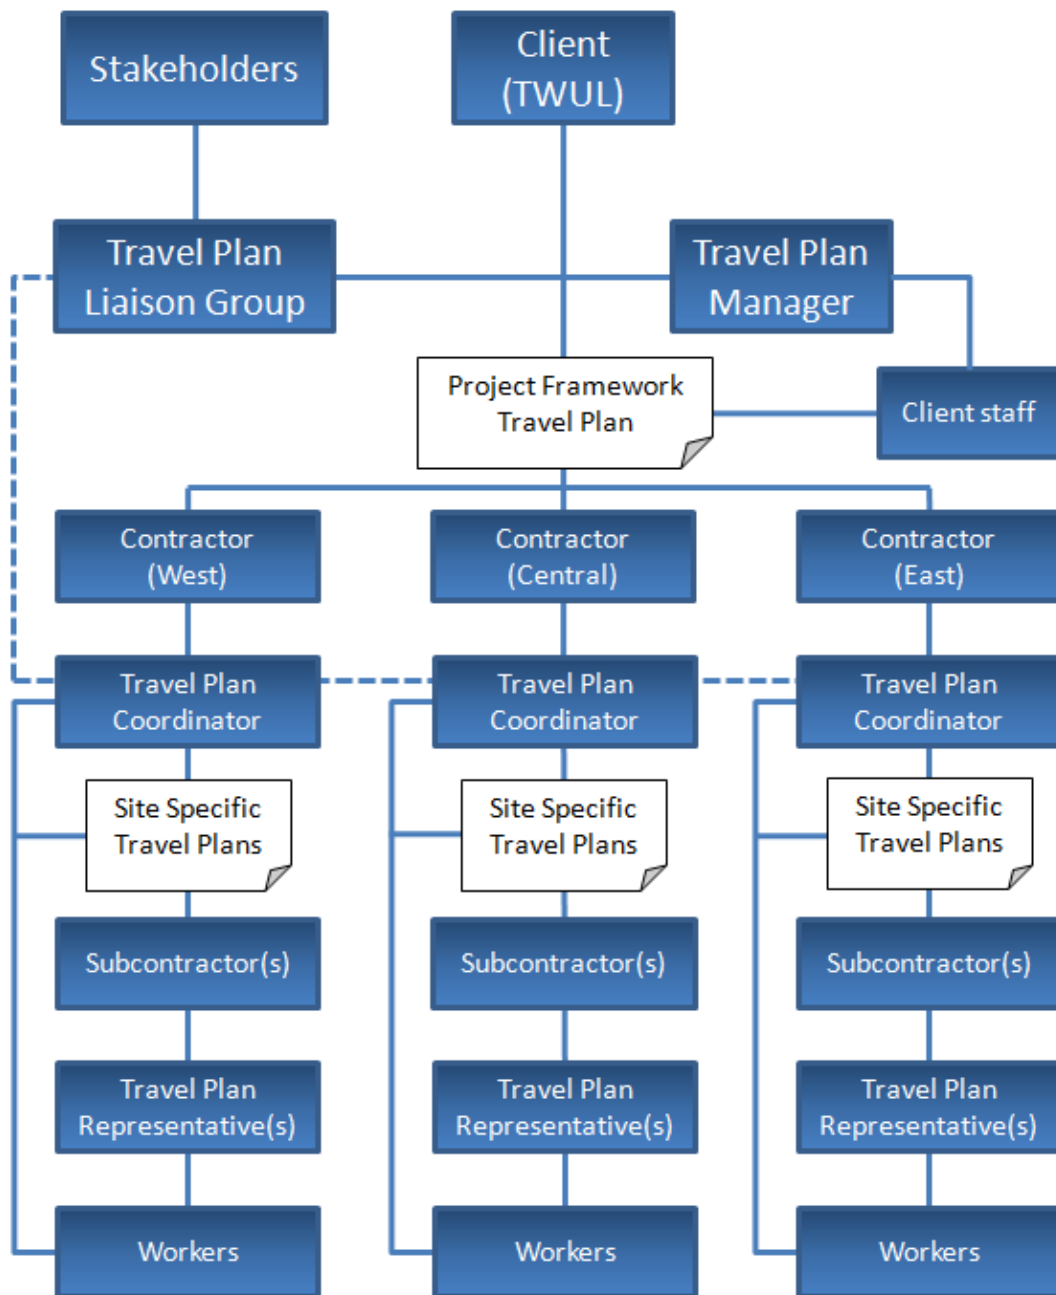 Stakeholders
Client
(TWUL)
Travel Plan
Liaison Group
Travel Plan
Manager
Project Framework
Travel Plan
Client staff
Contractor
(West)
Contractor
(Central)
Contractor
(East)
Travel Plan
Coordinator
Travel Plan
Coordinator
Travel Plan
Coordinator
Site Specific
Travel Plans
Site Specific
Travel Plans
Site Specific
Travel Plans
Subcontractor(s)
Subcontractor(s)
Subcontractor(s)
Travel Plan
Representative(s)
Travel Plan
Representative(s)
Travel Plan
Representative(s)
Workers
Workers
Workers